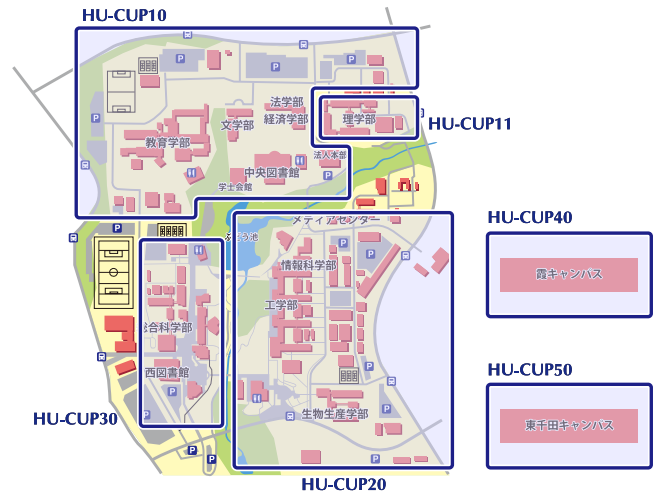 HU-CUP10
P
P
P
法学部
経済学部
文学部
理学部
HU-CUP11
P
教育学部
法人本部
中央図書館
学士会館
P
メディアセンター
P
HU-CUP40
霞キャンパス
情報科学部
P
P
工学部
総合科学部
西図書館
HU-CUP50
東千田キャンパス
HU-CUP30
P
P
P
生物生産学部
P
P
P
P
P
HU-CUP20